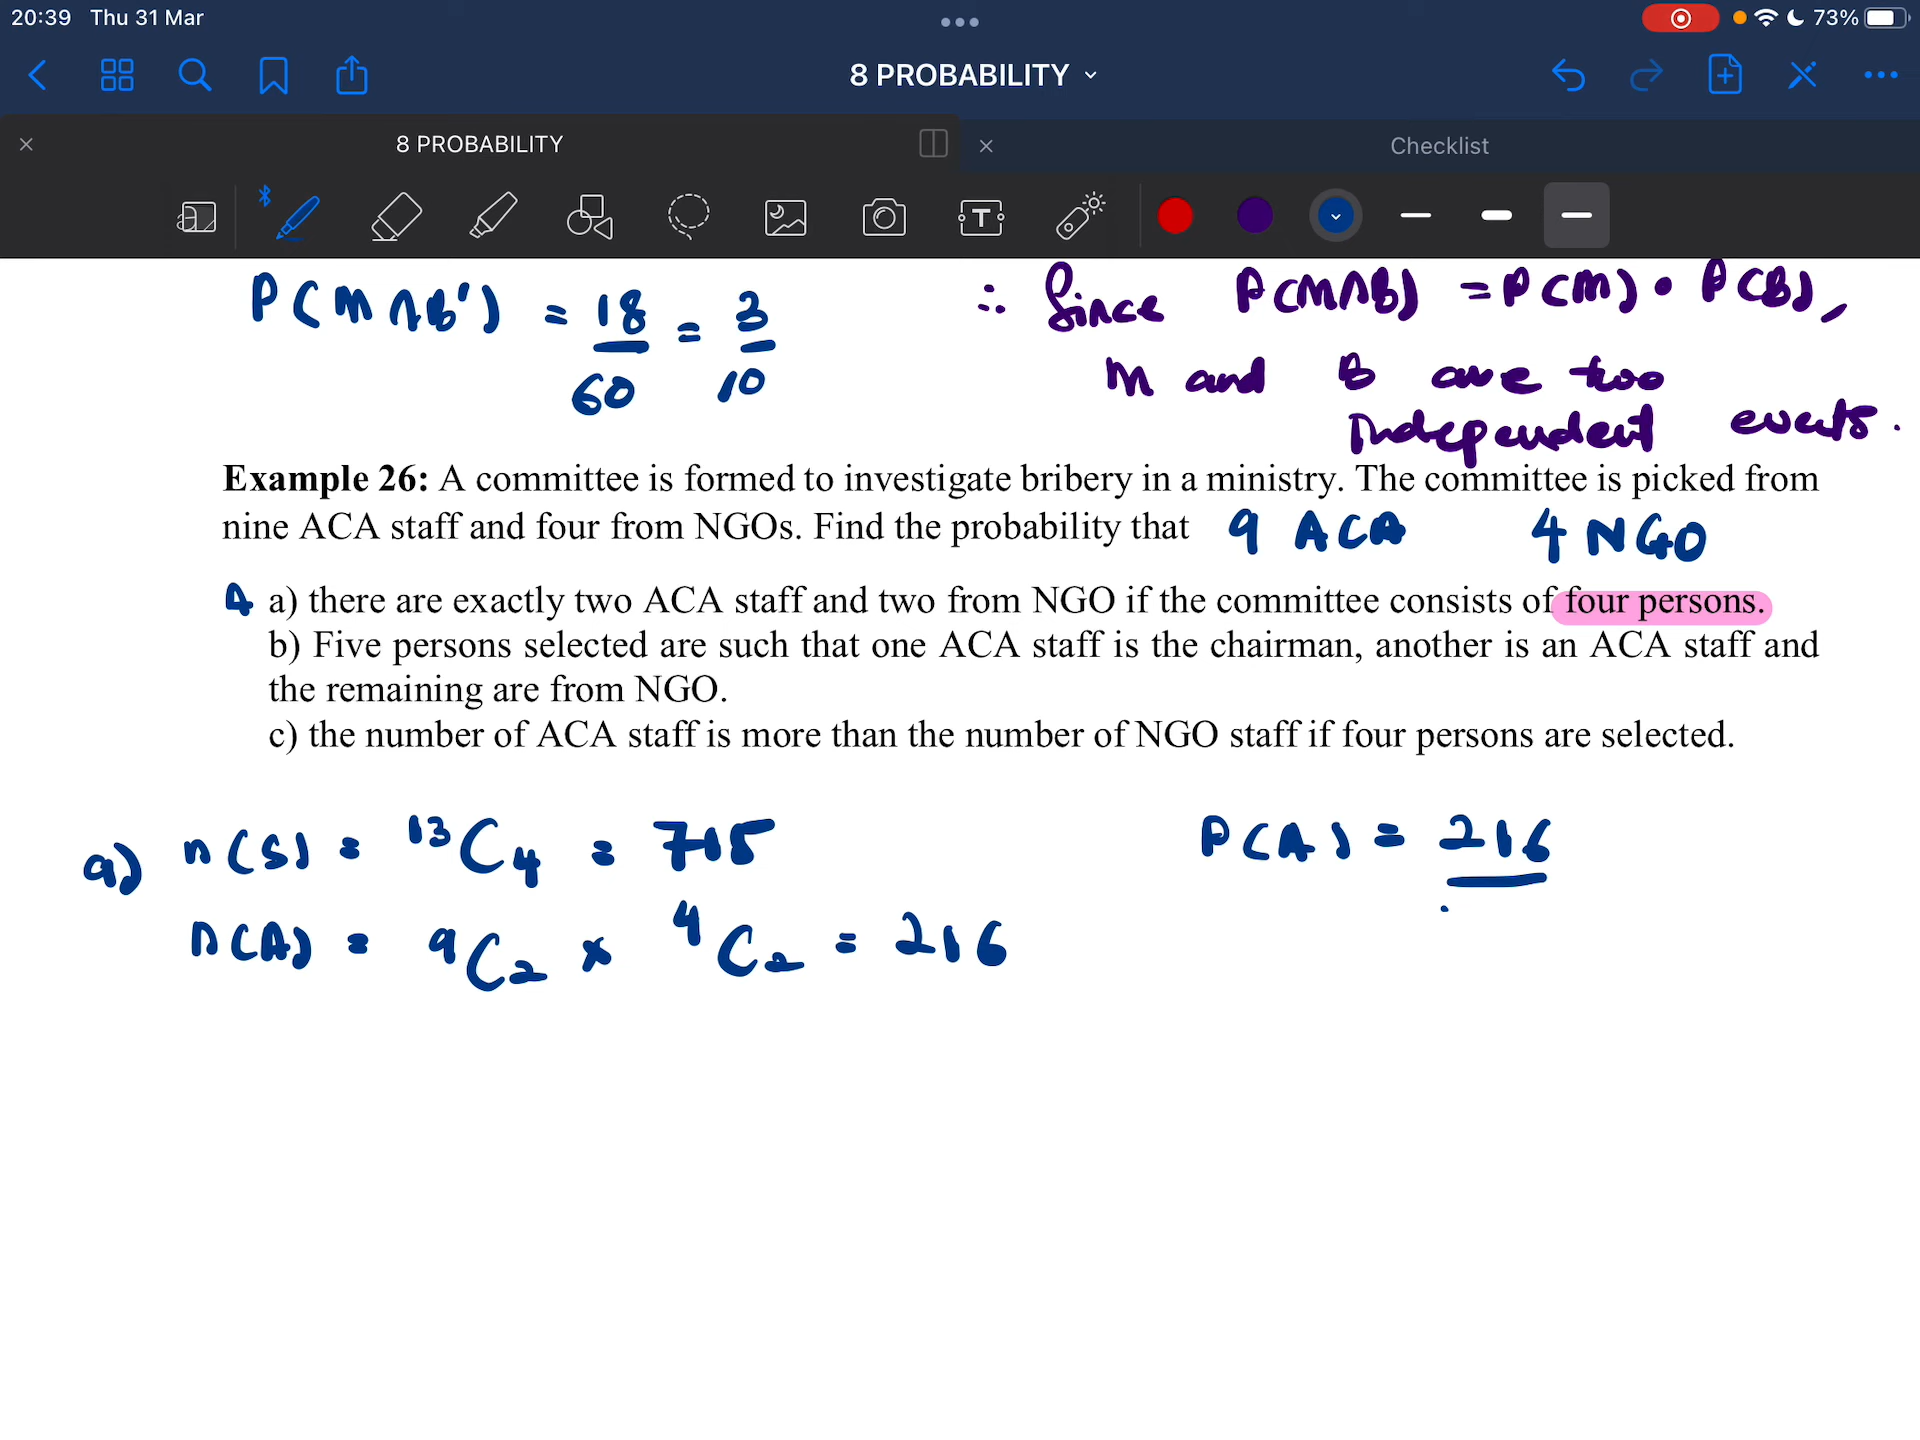 20:39 Thu 31 Mar
73%
8 PROBABILITY
8 PROBABILITY
Checklist
P(M∩B') = 18/60 = 3/10
∴ Since P(M∩B) = P(M) • P(B),
M and B are two
independent events.
Example 26: A committee is formed to investigate bribery in a ministry. The committee is picked from
nine ACA staff and four from NGOs. Find the probability that 9 ACA 4 NGO
A a) there are exactly two ACA staff and two from NGO if the committee consists of four persons.
b) Five persons selected are such that one ACA staff is the chairman, another is an ACA staff and
the remaining are from NGO.
c) the number of ACA staff is more than the number of NGO staff if four persons are selected.
a) n(S) = ¹³C₄ = 715
P(A) = 216
n(A) = ⁹C₂ × ⁴C₂ = 216